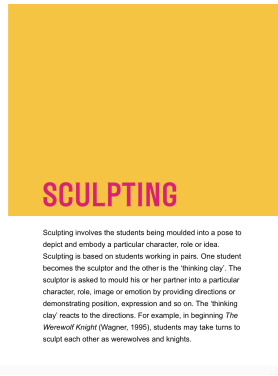 SCULPTING
Sculpting involves the students being moulded into a pose to
depict and embody a particular character, role or idea.
Sculpting is based on students working in pairs. One student
becomes the sculptor and the other is the ‘thinking clay’. The
sculptor is asked to mould his or her partner into a particular
character, role, image or emotion by providing directions or
demonstrating position, expression and so on. The ‘thinking
clay’ reacts to the directions. For example, in beginning The
Werewolf Knight (Wagner, 1995), students may take turns to
sculpt each other as werewolves and knights.